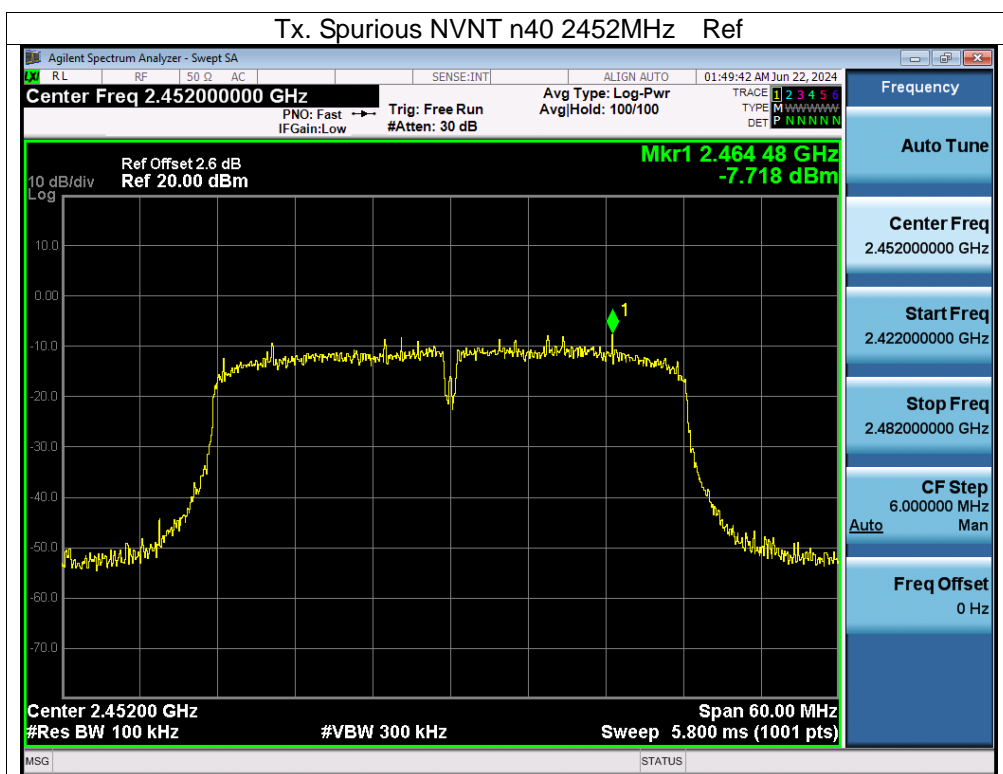 Tx. Spurious NVNT n40 2452MHz Ref
Agilent Spectrum Analyzer - Swept SA
LXI RL RF 50 Ω AC SENSE:INT ALIGN AUTO 01:49:42 AM Jun 22, 2024
Center Freq 2.452000000 GHz
PNO: Fast
IFGain:Low
Trig: Free Run
#Atten: 30 dB
Avg Type: Log-Pwr
Avg|Hold: 100/100
TRACE 1 2 3 4 5 6
TYPE M WWWWW
DET P N N N N N
Mkr1 2.464 48 GHz
-7.718 dBm
Ref Offset 2.6 dB
10 dB/div Ref 20.00 dBm
Log
10.0
0.00
-10.0
-20.0
-30.0
-40.0
-50.0
-60.0
-70.0
1
Center 2.45200 GHz Span 60.00 MHz
#Res BW 100 kHz #VBW 300 kHz Sweep 5.800 ms (1001 pts)
MSG STATUS
Frequency
Auto Tune
Center Freq
2.452000000 GHz
Start Freq
2.422000000 GHz
Stop Freq
2.482000000 GHz
CF Step
6.000000 MHz
Auto Man
Freq Offset
0 Hz